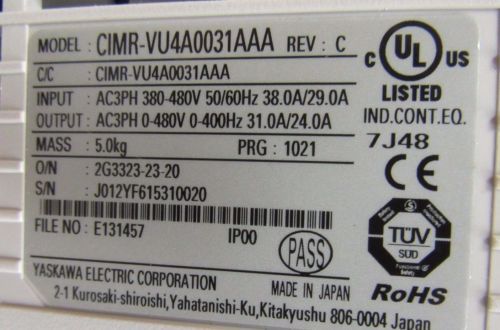 MODEL : CIMR-VU4A0031AAA REV : C
C/C : CIMR-VU4A0031AAA
INPUT : AC3PH 380-480V 50/60Hz 38.0A/29.0A
OUTPUT : AC3PH 0-480V 0-400Hz 31.0A/24.0A
MASS : 5.0kg PRG : 1021
O/N : 2G3323-23-20
S/N : J012YF615310020
FILE NO : E131457 IP00
PASS
YASKAWA ELECTRIC CORPORATION MADE IN JAPAN
2-1 Kurosaki-shiroishi,Yahatanishi-Ku,Kitakyushu 806-0004 Japan
C UL US
LISTED
IND.CONT.EQ.
7J48
TÜV
SÜD
Functional
Safety
RoHS